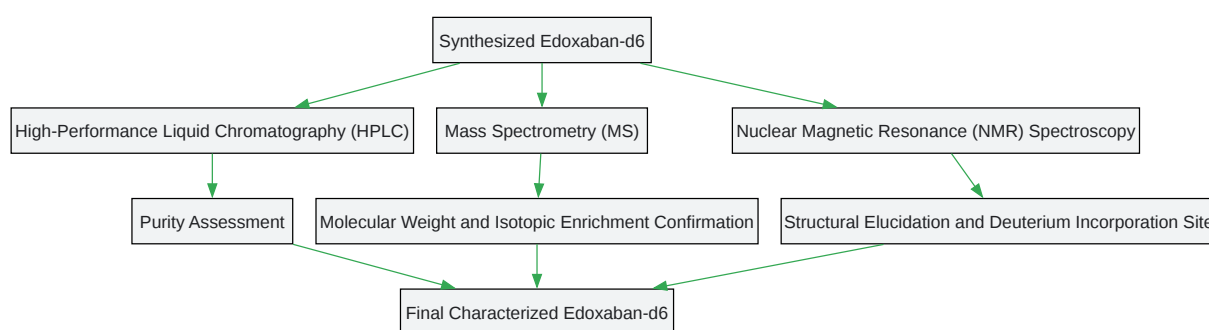 Synthesized Edoxaban-d6
High-Performance Liquid Chromatography (HPLC)
Mass Spectrometry (MS)
Nuclear Magnetic Resonance (NMR) Spectroscopy
Purity Assessment
Molecular Weight and Isotopic Enrichment Confirmation
Structural Elucidation and Deuterium Incorporation Site
Final Characterized Edoxaban-d6